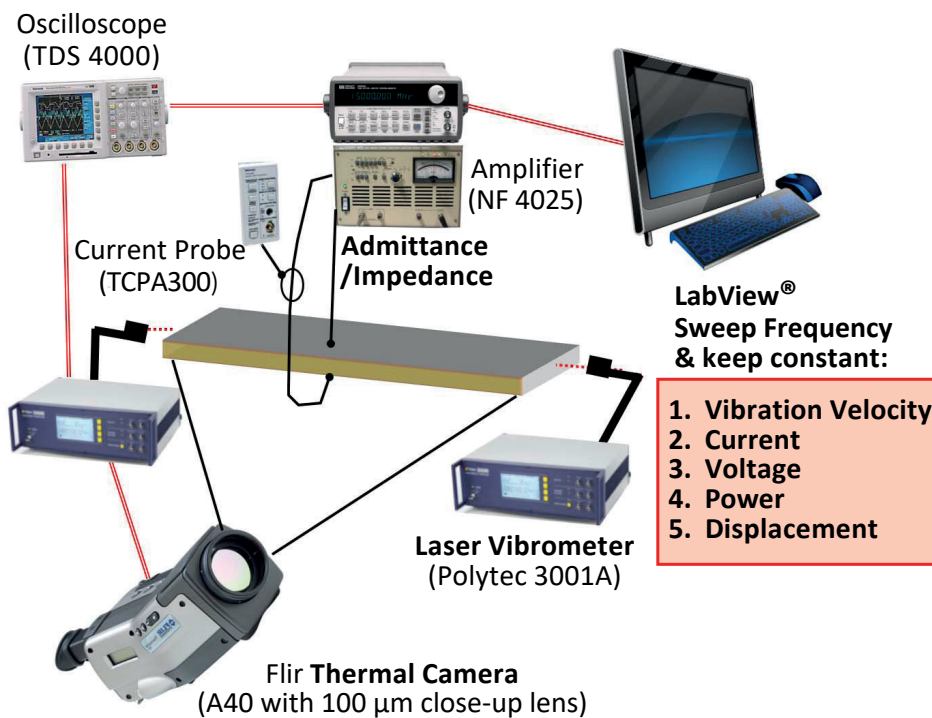 Oscilloscope
(TDS 4000)
Amplifier
(NF 4025)
Current Probe
(TCPA300)
Admittance
/Impedance
LabView®
Sweep Frequency
& keep constant:
1. Vibration Velocity
2. Current
3. Voltage
4. Power
5. Displacement
Laser Vibrometer
(Polytec 3001A)
Flir Thermal Camera
(A40 with 100 μm close-up lens)